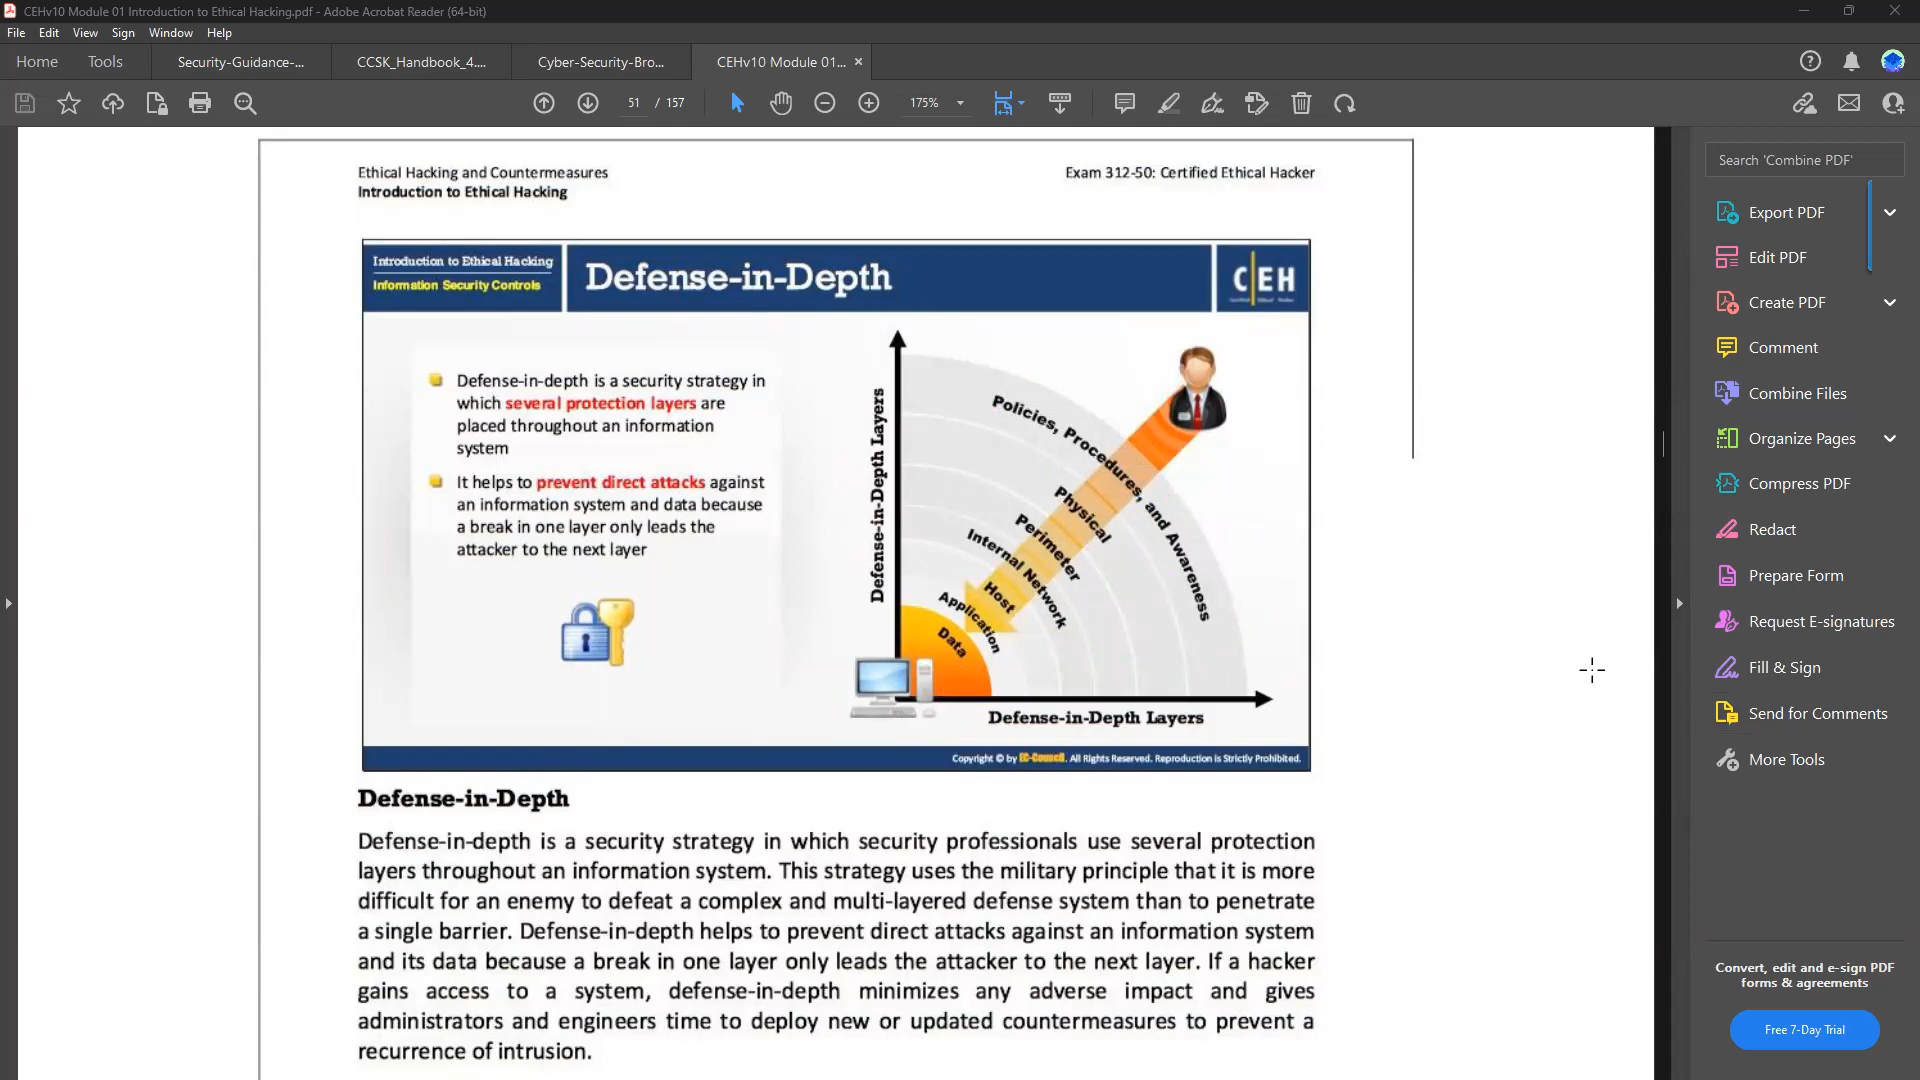 CEHv10 Module 01 Introduction to Ethical Hacking.pdf - Adobe Acrobat Reader (64-bit)
File Edit View Sign Window Help
Home Tools Security-Guidance-... CCSK_Handbook_4.... Cyber-Security-Bro... CEHv10 Module 01... ×
51 / 157 175%
Ethical Hacking and Countermeasures
Introduction to Ethical Hacking
Exam 312-50: Certified Ethical Hacker
Introduction to Ethical Hacking
Information Security Controls
Defense-in-Depth
CEH
Defense-in-depth is a security strategy in
which several protection layers are
placed throughout an information
system
It helps to prevent direct attacks against
an information system and data because
a break in one layer only leads the
attacker to the next layer
Defense-in-Depth Layers
Policies, Procedures, and Awareness
Physical
Perimeter
Internal Network
Host
Application
Data
Defense-in-Depth Layers
Copyright © by EC-Council. All Rights Reserved. Reproduction is Strictly Prohibited.
Defense-in-Depth
Defense-in-depth is a security strategy in which security professionals use several protection
layers throughout an information system. This strategy uses the military principle that it is more
difficult for an enemy to defeat a complex and multi-layered defense system than to penetrate
a single barrier. Defense-in-depth helps to prevent direct attacks against an information system
and its data because a break in one layer only leads the attacker to the next layer. If a hacker
gains access to a system, defense-in-depth minimizes any adverse impact and gives
administrators and engineers time to deploy new or updated countermeasures to prevent a
recurrence of intrusion.
Search 'Combine PDF'
Export PDF
Edit PDF
Create PDF
Comment
Combine Files
Organize Pages
Compress PDF
Redact
Prepare Form
Request E-signatures
Fill & Sign
Send for Comments
More Tools
Convert, edit and e-sign PDF
forms & agreements
Free 7-Day Trial